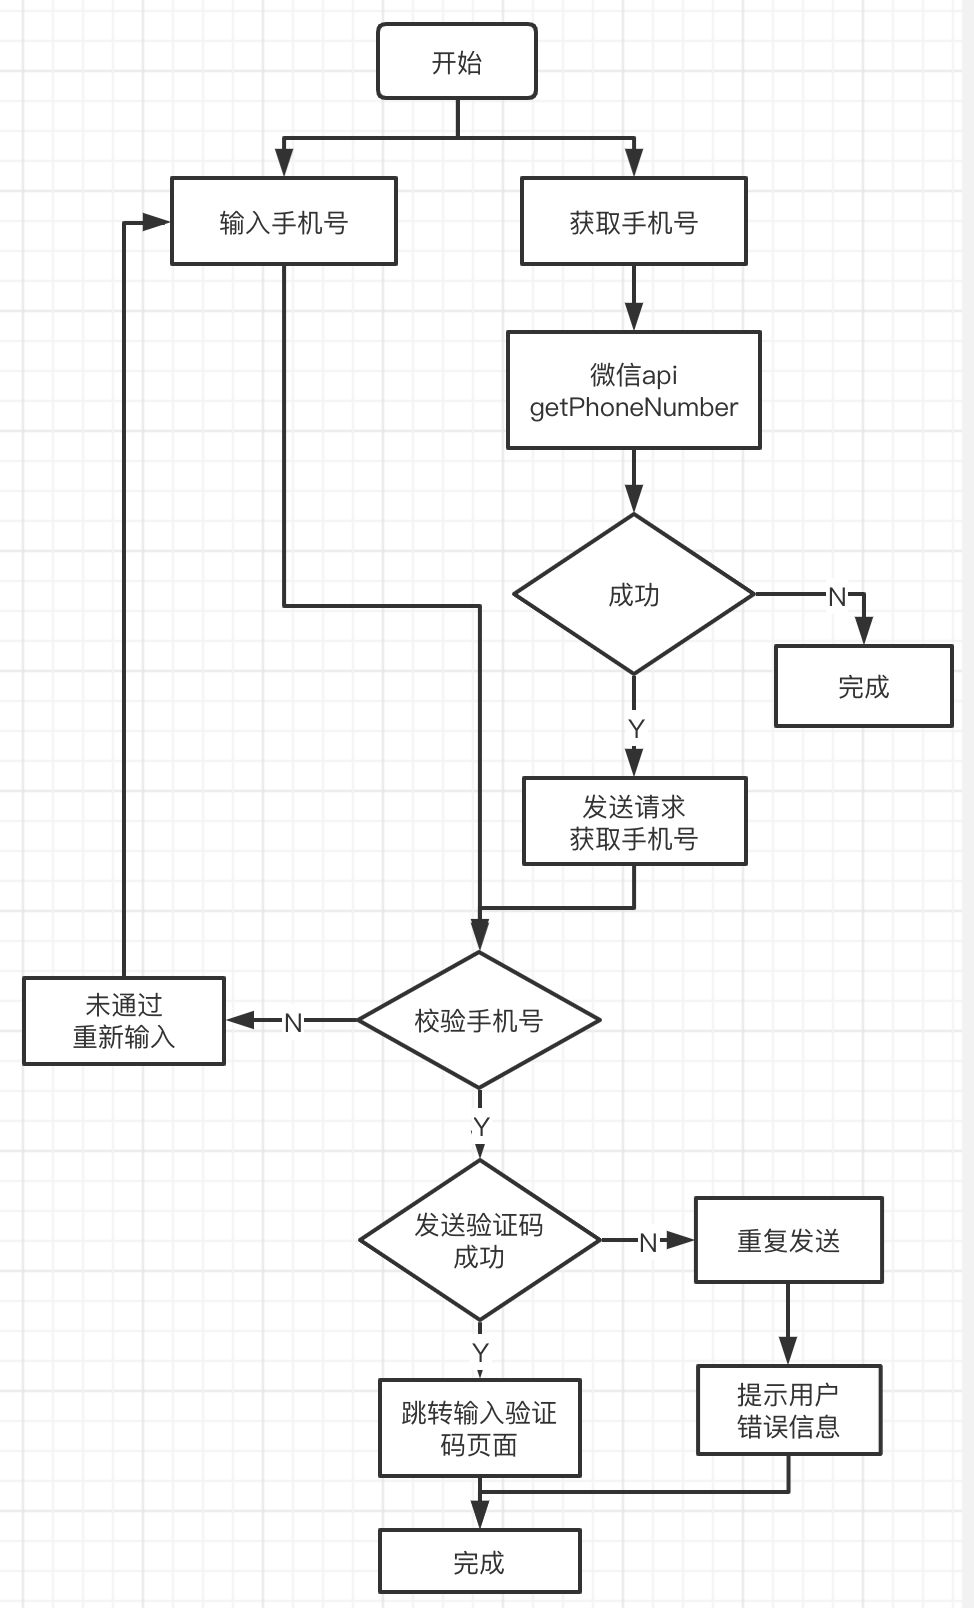 开始
输入手机号
获取手机号
微信api
getPhoneNumber
成功
N
完成
Y
发送请求
获取手机号
未通过
重新输入
N
校验手机号
Y
发送验证码
成功
N
重复发送
Y
跳转输入验证
码页面
提示用户
错误信息
完成